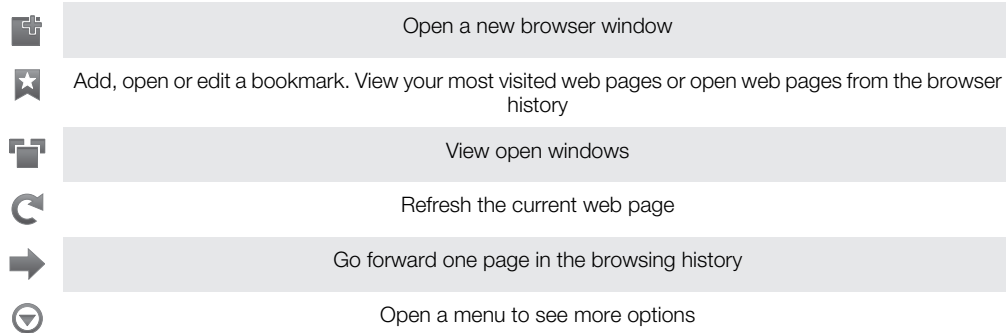 Open a new browser window
Add, open or edit a bookmark. View your most visited web pages or open web pages from the browser
history
View open windows
Refresh the current web page
Go forward one page in the browsing history
Open a menu to see more options